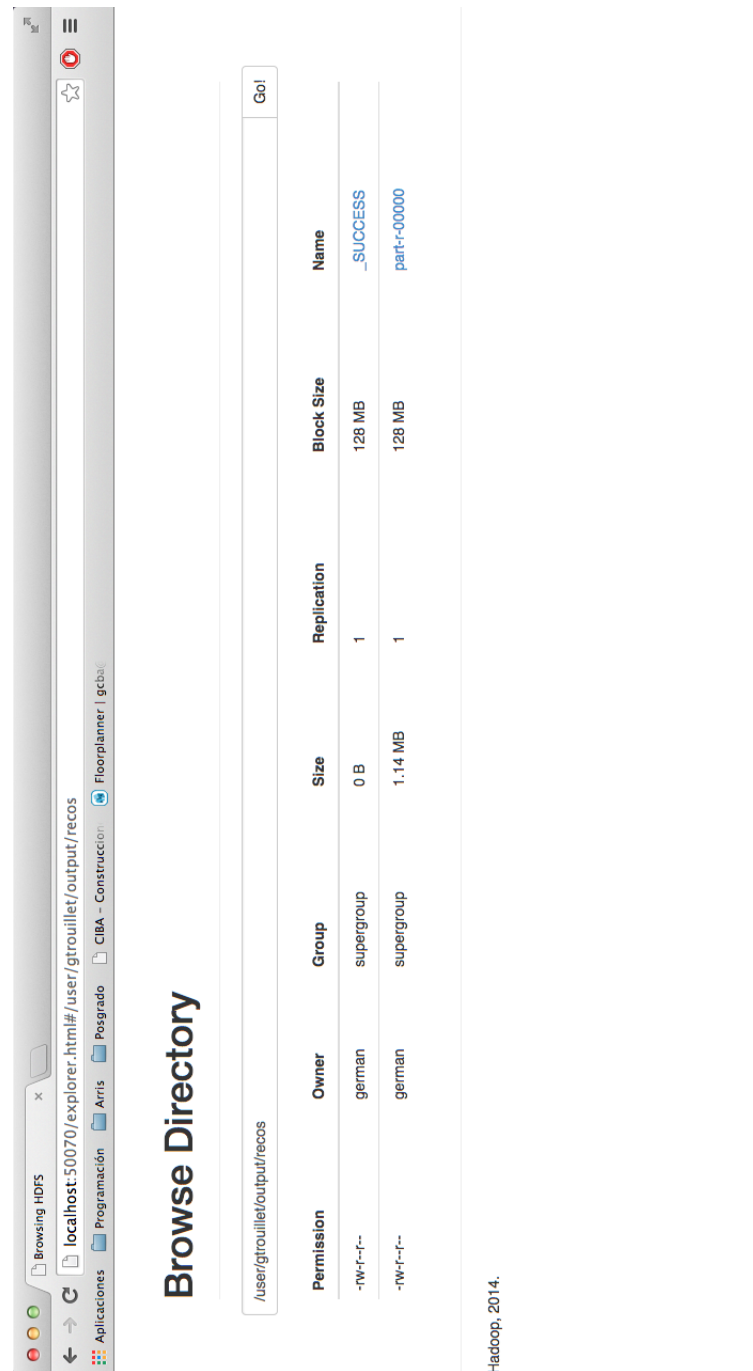 Browsing HDFS
localhost:50070/explorer.html#/user/gtrouillet/output/recos
Aplicaciones Programación Arris Posgrado CIBA – Construccion Floorplanner | gcba
Browse Directory
/user/gtrouillet/output/recos Go!
Permission Owner Group Size Replication Block Size Name
-rw-r--r-- german supergroup 0 B 1 128 MB _SUCCESS
-rw-r--r-- german supergroup 1.14 MB 1 128 MB part-r-00000
Hadoop, 2014.